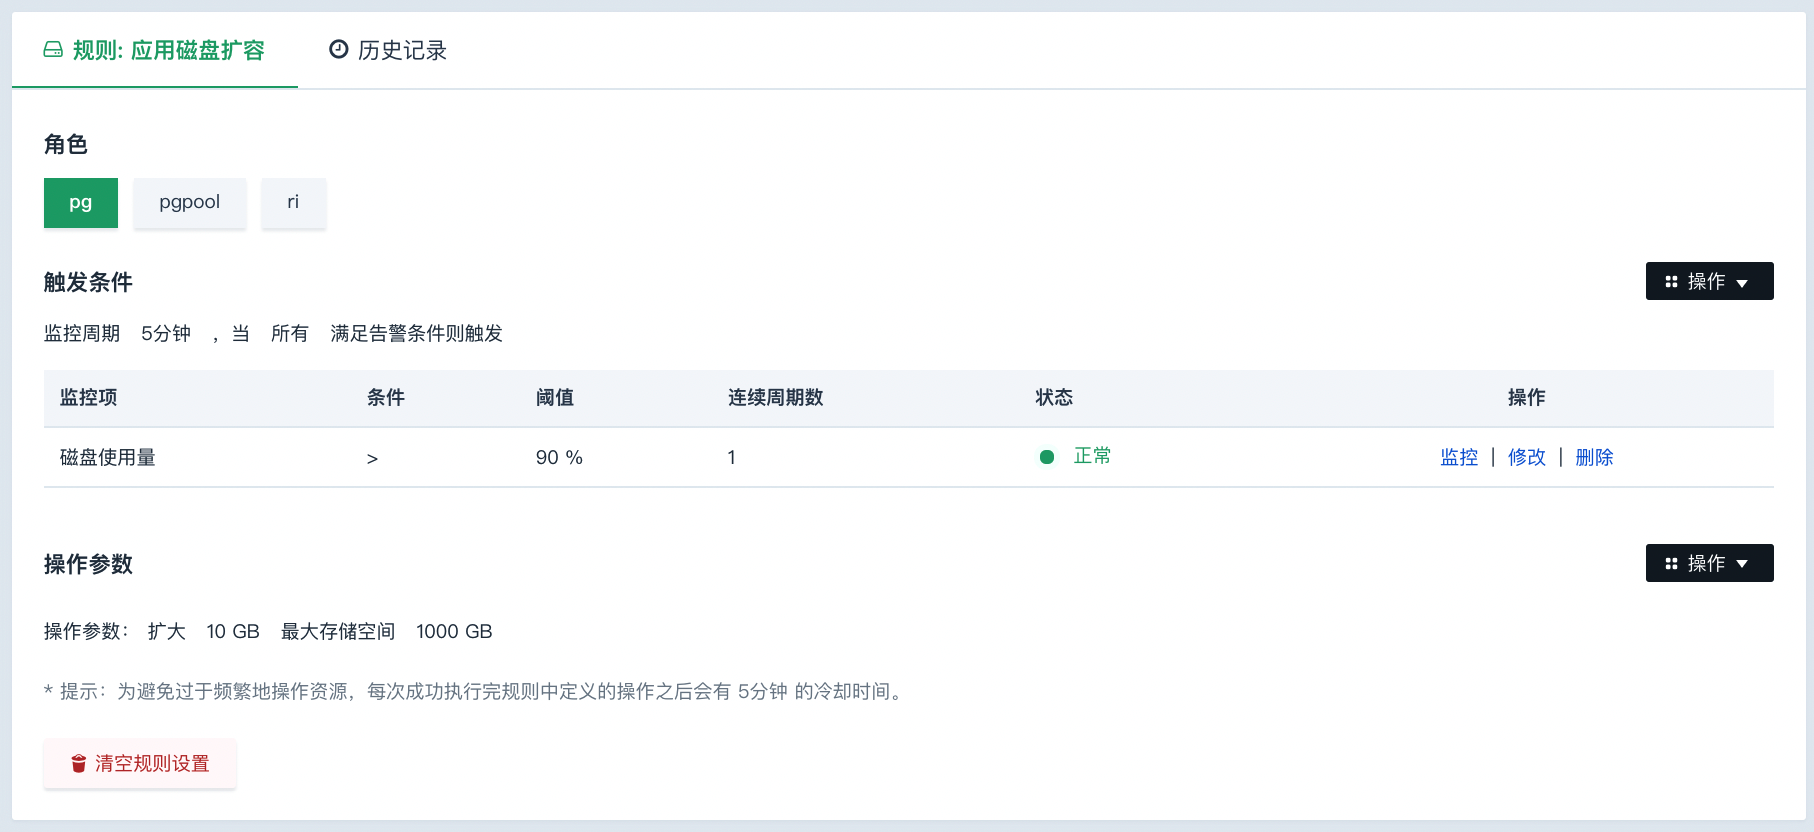 规则: 应用磁盘扩容 历史记录
角色
pg pgpool ri
触发条件 操作
监控周期 5分钟 ，当 所有 满足告警条件则触发
监控项 条件 阈值 连续周期数 状态 操作
磁盘使用量 > 90 % 1 正常 监控 | 修改 | 删除
操作参数 操作
操作参数： 扩大 10 GB 最大存储空间 1000 GB
* 提示：为避免过于频繁地操作资源，每次成功执行完规则中定义的操作之后会有 5分钟 的冷却时间。
清空规则设置